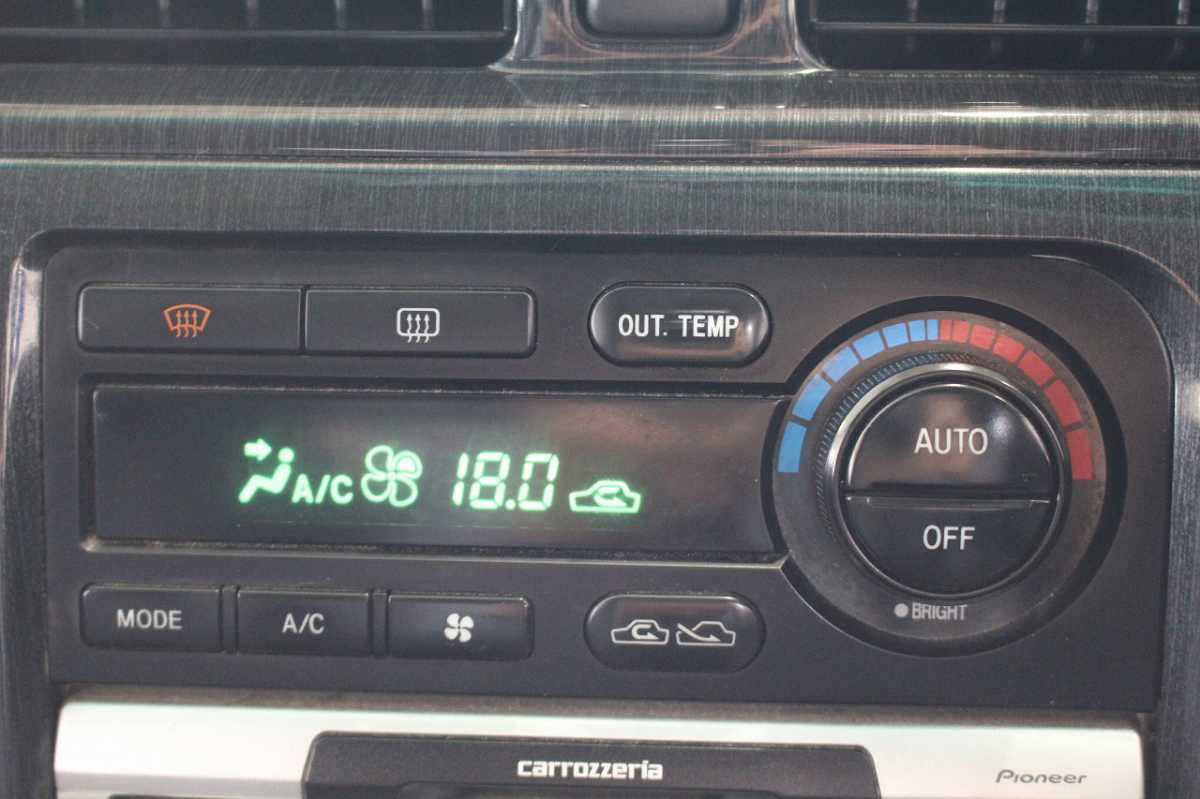 OUT. TEMP
AUTO
A/C 18.0
OFF
BRIGHT
MODE A/C
carrozzeria
Pioneer